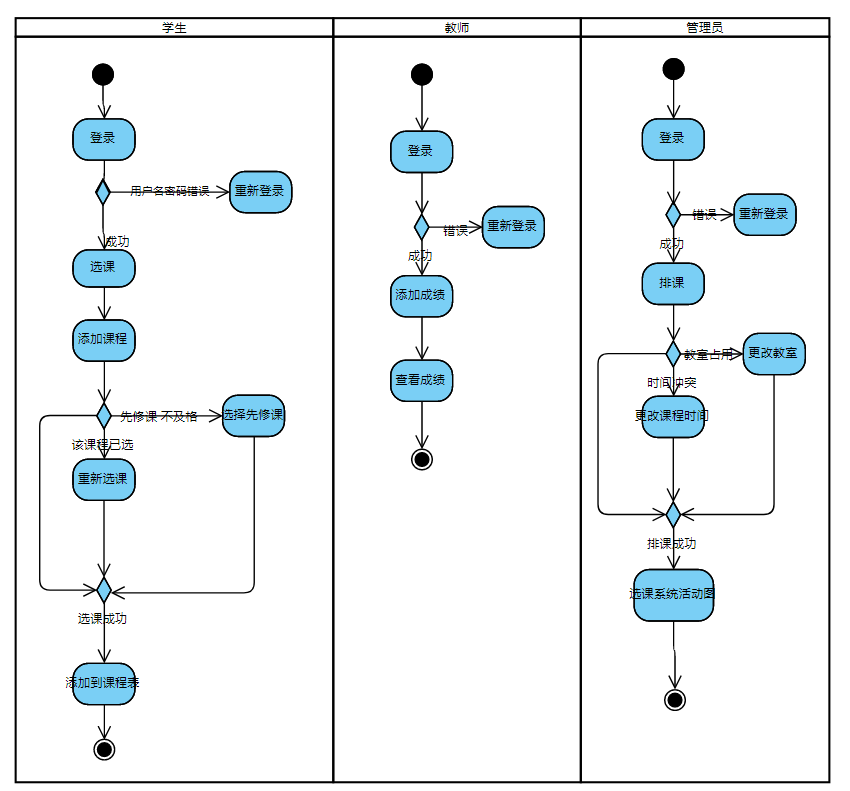 学生
教师
管理员
登录
用户名密码错误
重新登录
成功
选课
添加课程
先修课 不及格
选择先修课
该课程已选
重新选课
选课成功
添加到课程表
登录
错误
重新登录
成功
添加成绩
查看成绩
登录
错误
重新登录
成功
排课
教室占用
更改教室
时间冲突
更改课程时间
排课成功
选课系统活动图